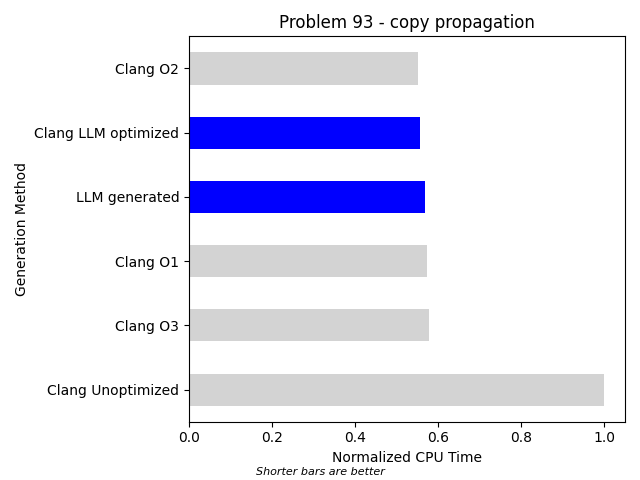 Problem 93 - copy propagation
Generation Method
Clang O2
Clang LLM optimized
LLM generated
Clang O1
Clang O3
Clang Unoptimized
0.0 0.2 0.4 0.6 0.8 1.0
Normalized CPU Time
Shorter bars are better